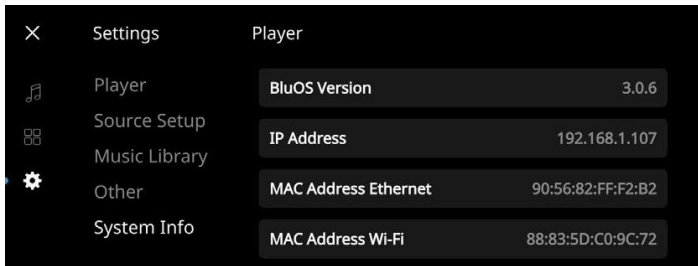 Settings
Player
Source Setup
Music Library
Other
System Info
Player
BluOS Version 3.0.6
IP Address 192.168.1.107
MAC Address Ethernet 90:56:82:FF:F2:B2
MAC Address Wi-Fi 88:83:5D:C0:9C:72